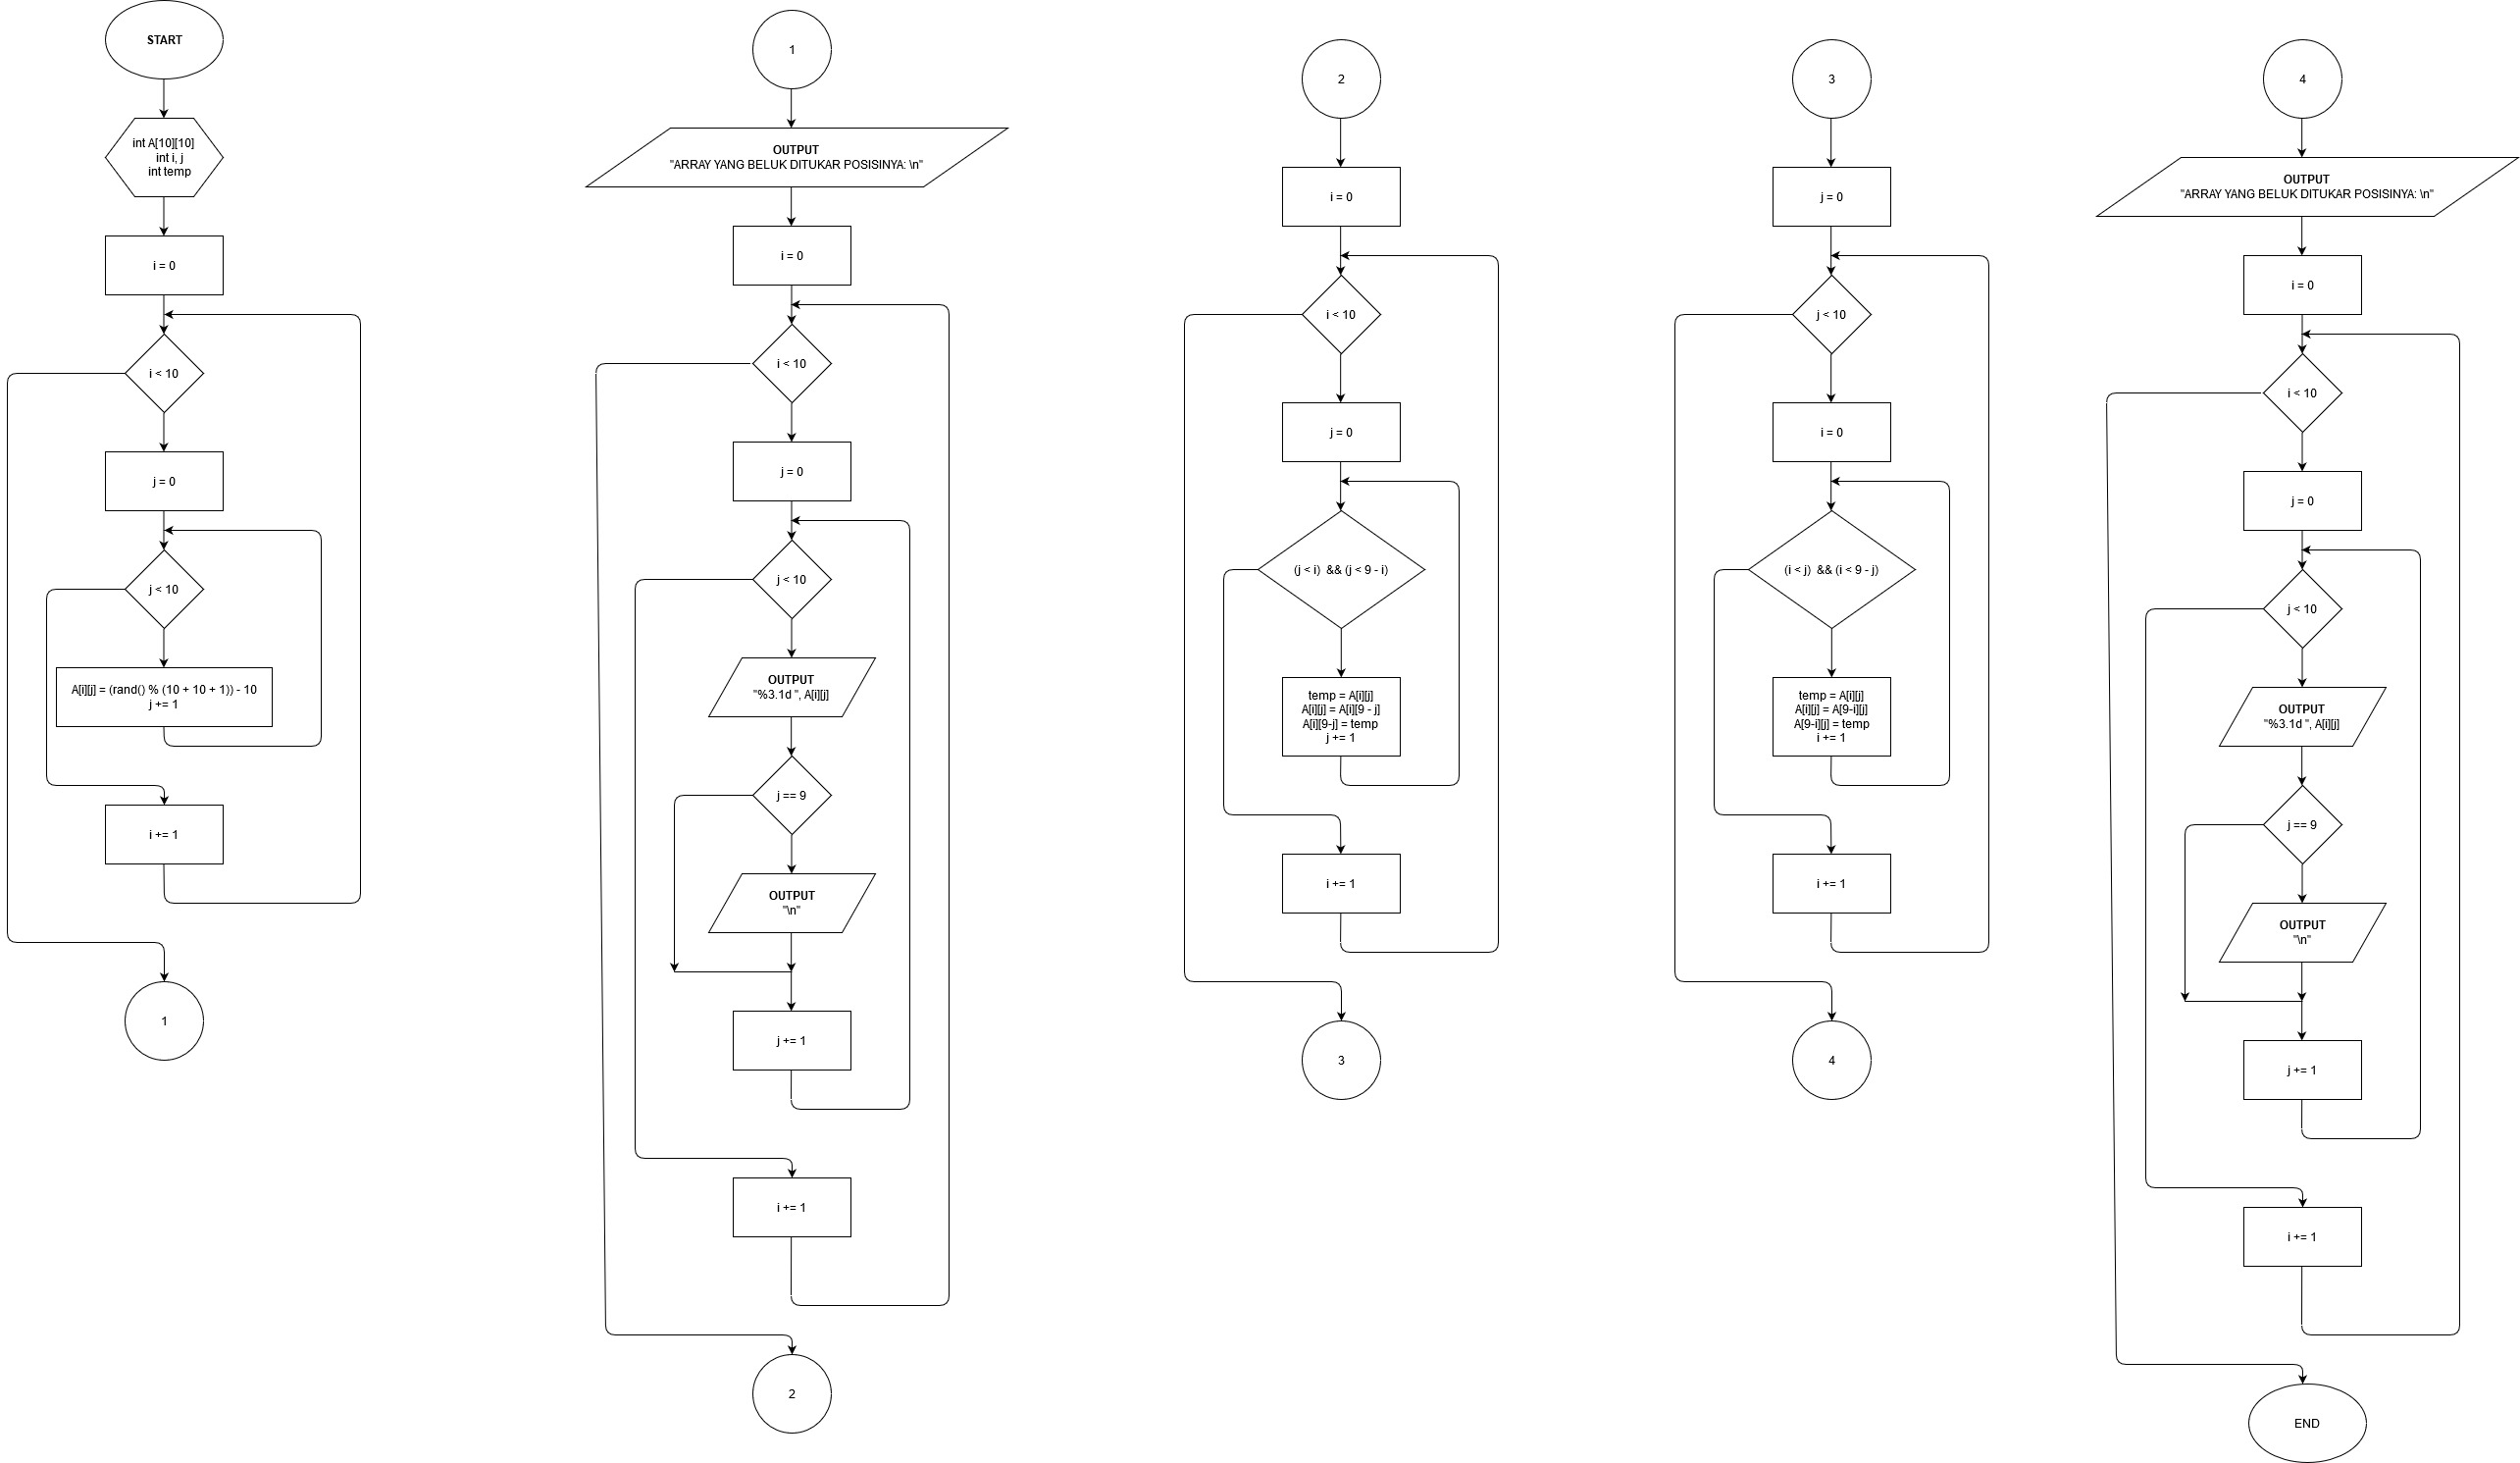 START
int A[10][10]
int i, j
int temp
i = 0
i < 10
j = 0
j < 10
A[i][j] = (rand() % (10 + 10 + 1)) - 10
j += 1
i += 1
1
1
OUTPUT
"ARRAY YANG BELUK DITUKAR POSISINYA: \n"
i = 0
i < 10
j = 0
j < 10
OUTPUT
"%3.1d ", A[i][j]
j == 9
OUTPUT
"\n"
j += 1
i += 1
2
2
i = 0
i < 10
j = 0
(j < i) && (j < 9 - i)
temp = A[i][j]
A[i][j] = A[i][9 - j]
A[i][9-j] = temp
j += 1
i += 1
3
3
j = 0
j < 10
i = 0
(i < j) && (i < 9 - j)
temp = A[i][j]
A[i][j] = A[9-i][j]
A[9-i][j] = temp
i += 1
i += 1
4
4
OUTPUT
"ARRAY YANG BELUK DITUKAR POSISINYA: \n"
i = 0
i < 10
j = 0
j < 10
OUTPUT
"%3.1d ", A[i][j]
j == 9
OUTPUT
"\n"
j += 1
i += 1
END